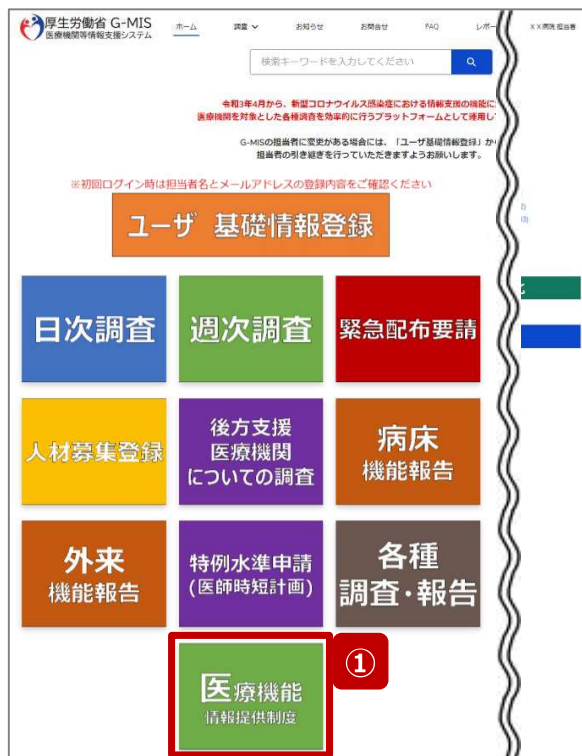 厚生労働省 G-MIS
医療機関等情報支援システム
ホーム 調査 お知らせ お問合せ FAQ レポー XX病院 担当者
検索キーワードを入力してください
令和3年4月から、新型コロナウイルス感染症における情報支援の機能に
医療機関を対象とした各種調査を効率的に行うプラットフォームとして運用し
G-MISの担当者に変更がある場合には、「ユーザ基礎情報登録」か
担当者の引き継ぎを行っていただきますようお願いします。
※初回ログイン時は担当者名とメールアドレスの登録内容をご確認ください
ユーザ 基礎情報登録
日次調査
週次調査
緊急配布要請
人材募集登録
後方支援
医療機関
についての調査
病床
機能報告
外来
機能報告
特例水準申請
(医師時短計画)
各種
調査・報告
医療機能
情報提供制度
①